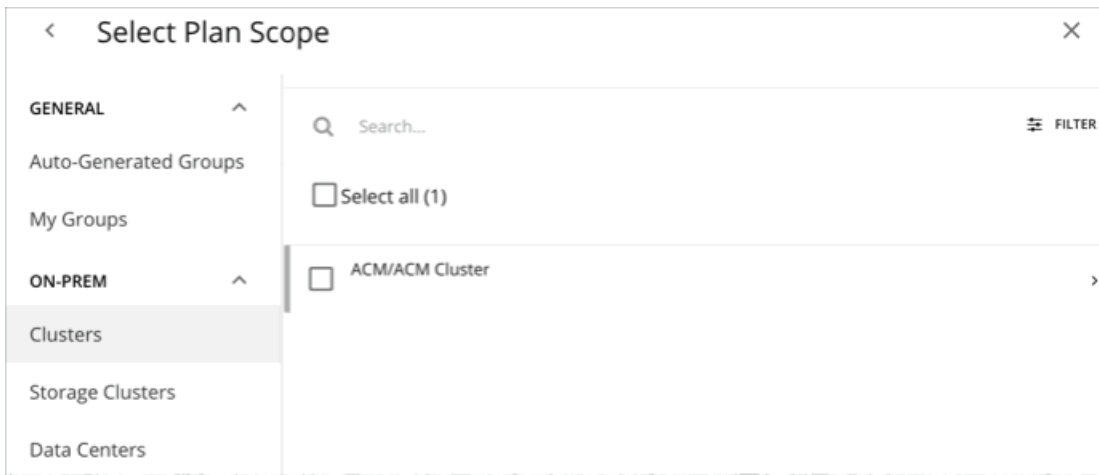 Select Plan Scope
GENERAL
Auto-Generated Groups
My Groups
ON-PREM
Clusters
Storage Clusters
Data Centers
Search...
FILTER
Select all (1)
ACM/ACM Cluster